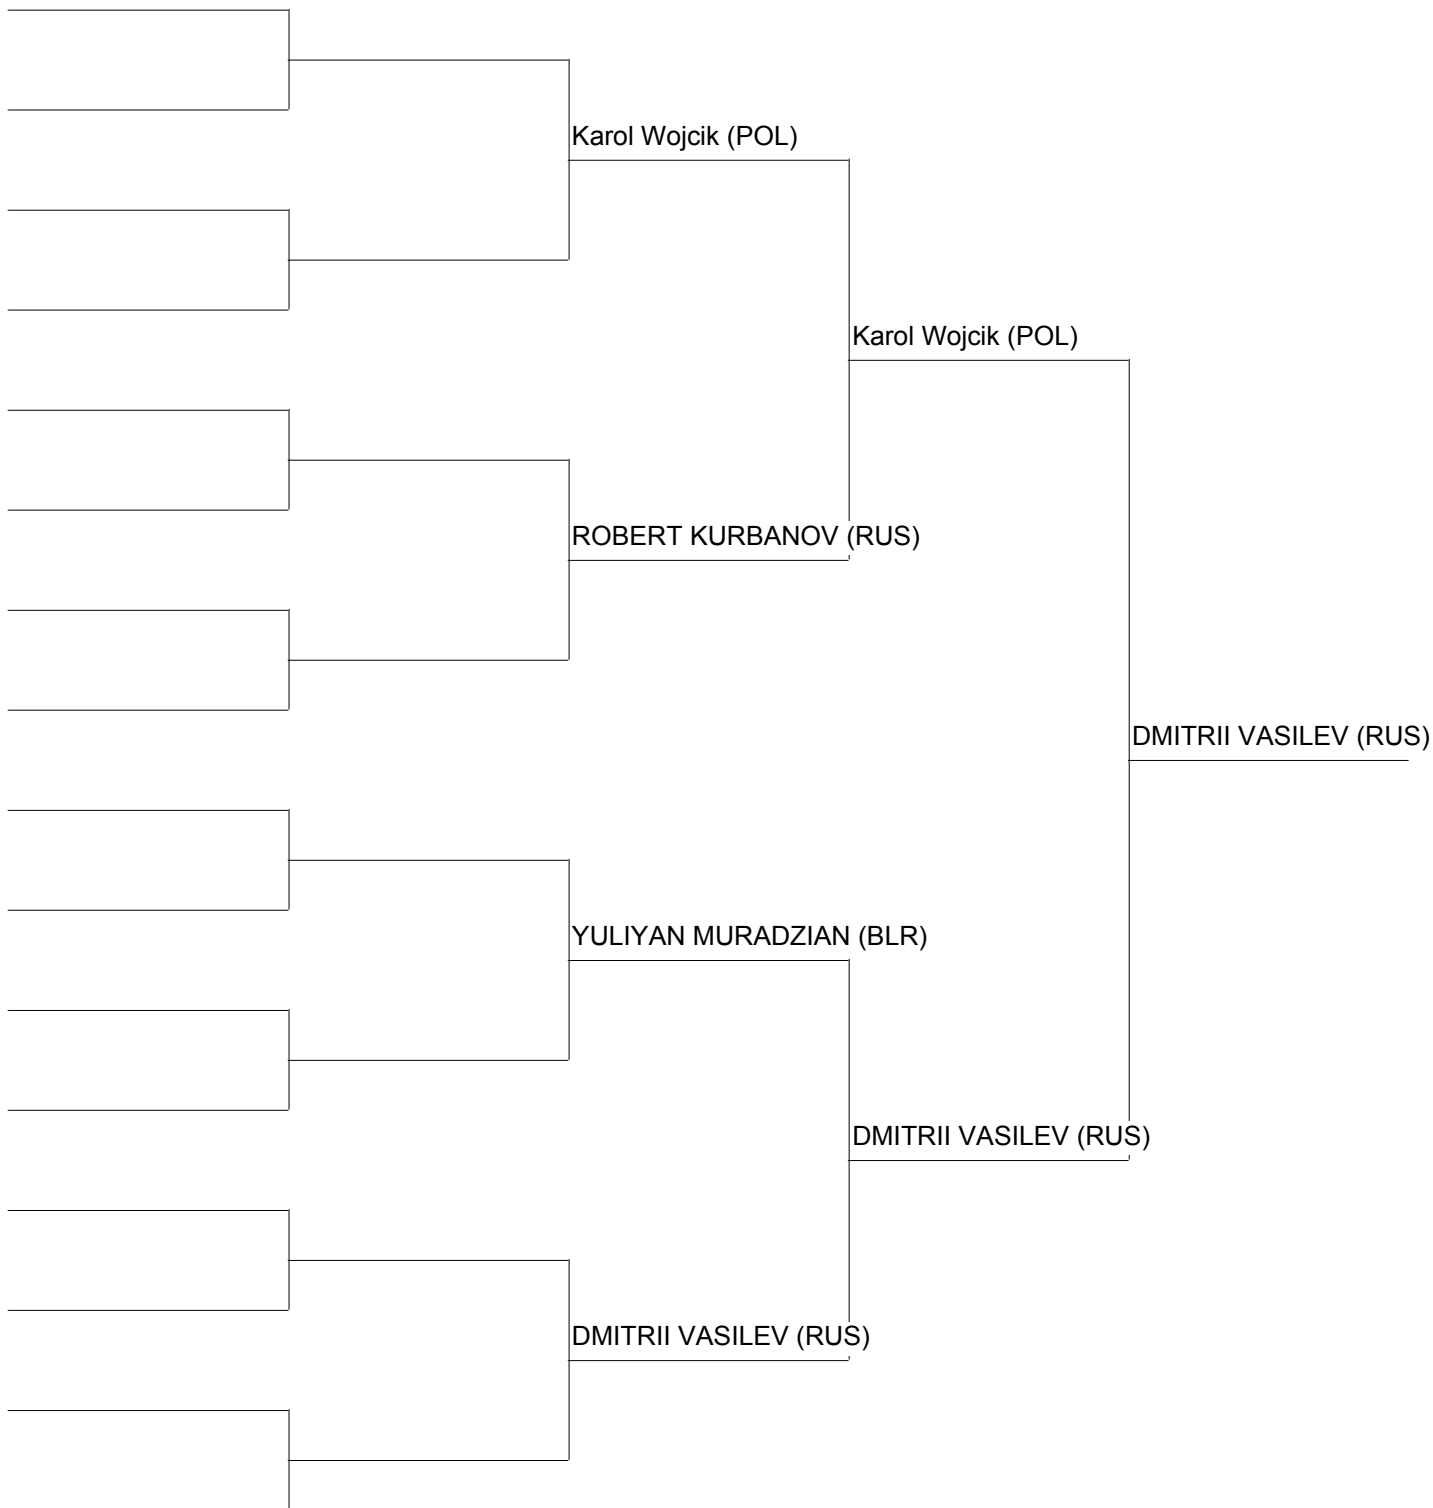 Karol Wojcik (POL)
Karol Wojcik (POL)
ROBERT KURBANOV (RUS)
DMITRII VASILEV (RUS)
YULIYAN MURADZIAN (BLR)
DMITRII VASILEV (RUS)
DMITRII VASILEV (RUS)